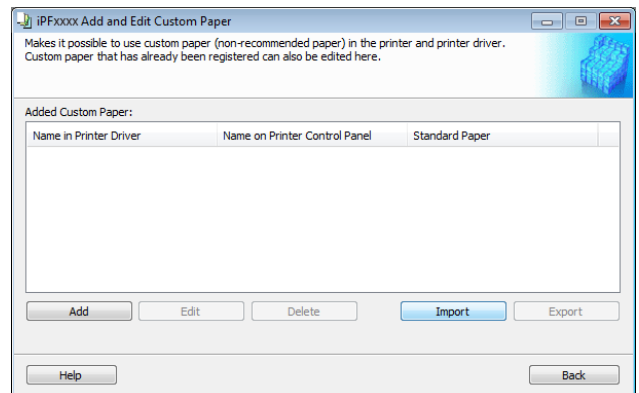 iPFxxxx Add and Edit Custom Paper
Makes it possible to use custom paper (non-recommended paper) in the printer and printer driver.
Custom paper that has already been registered can also be edited here.
Added Custom Paper:
Name in Printer Driver Name on Printer Control Panel Standard Paper
Add Edit Delete Import Export
Help Back